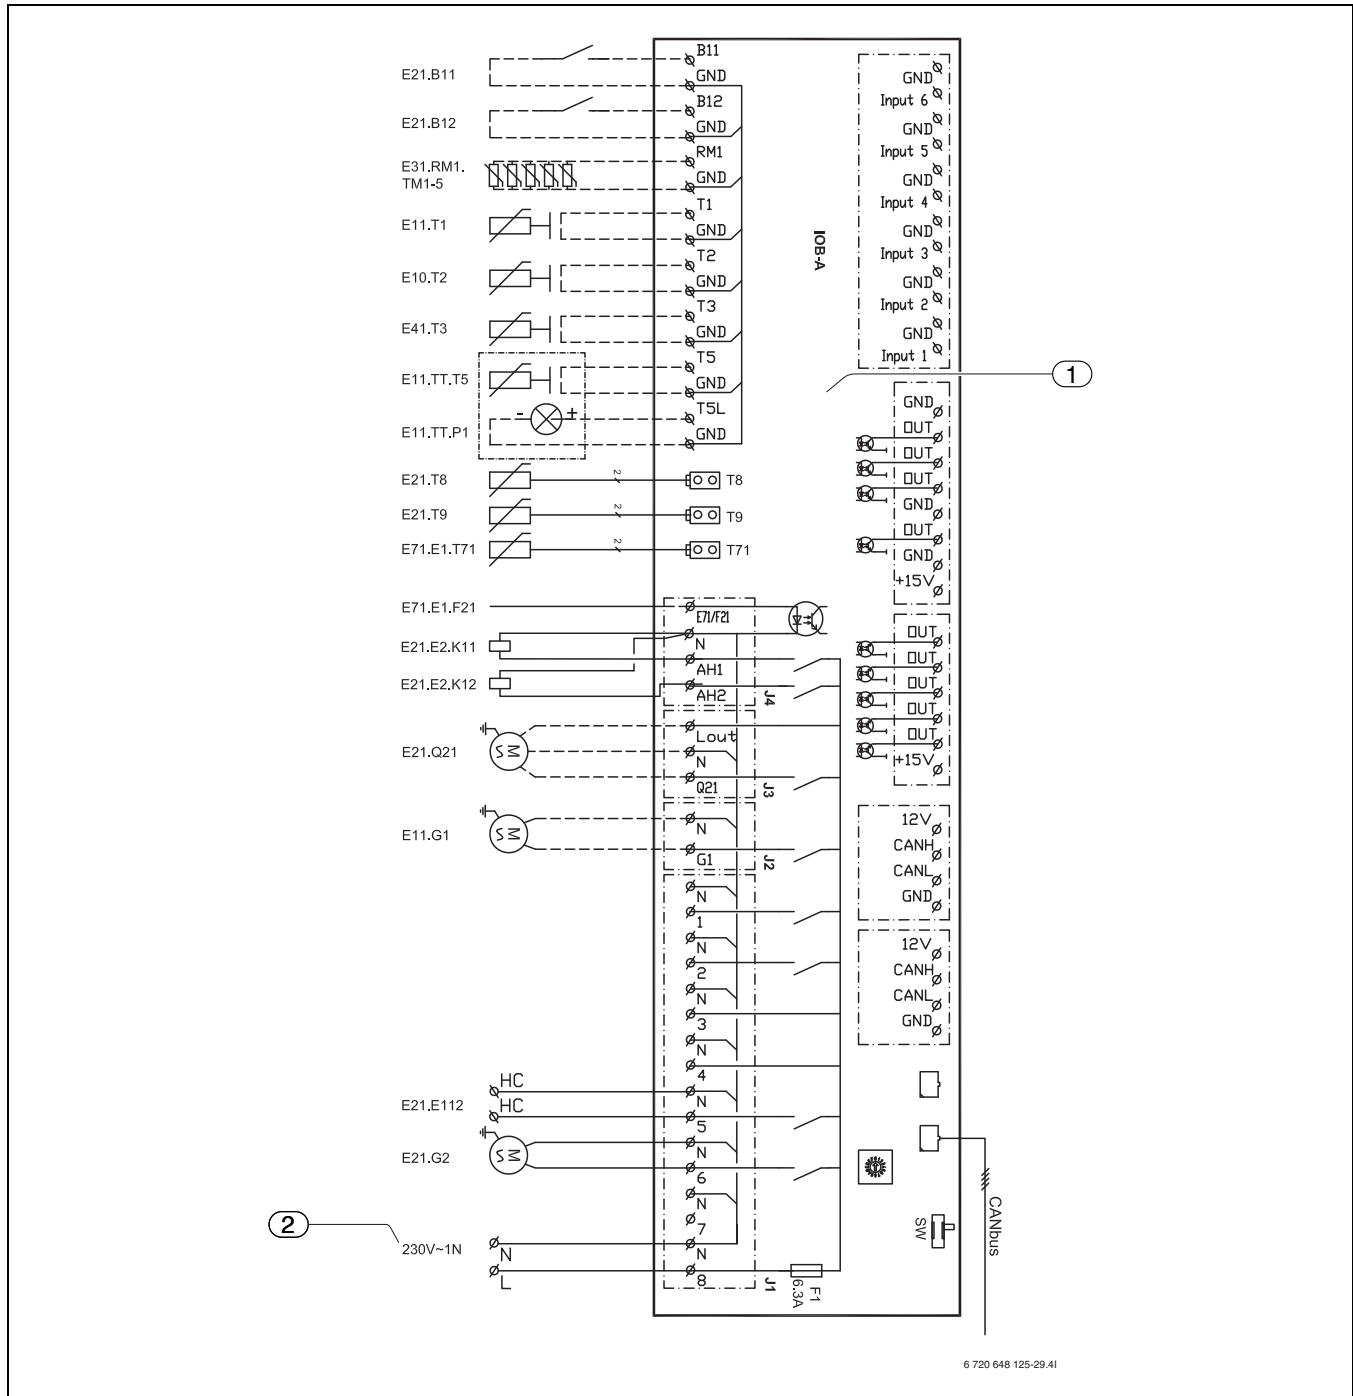 E21.B11
E21.B12
E31.RM1.
TM1-5
E11.T1
E10.T2
E41.T3
E11.TT.T5
- +
E11.TT.P1
E21.T8
2
E21.T9
2
E71.E1.T71
2
E71.E1.F21
E21.E2.K11
E21.E2.K12
E21.Q21
M
E11.G1
M
HC
E21.E112
HC
E21.G2
M
2
230V~1N
N
L
B11
GND
B12
GND
RM1
GND
T1
GND
T2
GND
T3
GND
T5
GND
T5L
GND
T8
T9
T71
E71/F21
N
AH1
AH2
J4
Lout
N
Q21
J3
N
G1
J2
N
1
N
2
N
3
N
4
N
5
N
6
N
7
N
8
J1
F1
6.3A
IOB-A
GND
Input 6
GND
Input 5
GND
Input 4
GND
Input 3
GND
Input 2
GND
Input 1
1
GND
OUT
OUT
OUT
GND
OUT
GND
+15V
OUT
OUT
OUT
OUT
OUT
+15V
12V
CANH
CANL
GND
12V
CANH
CANL
GND
SW
CANbus
6 720 648 125-29.4I